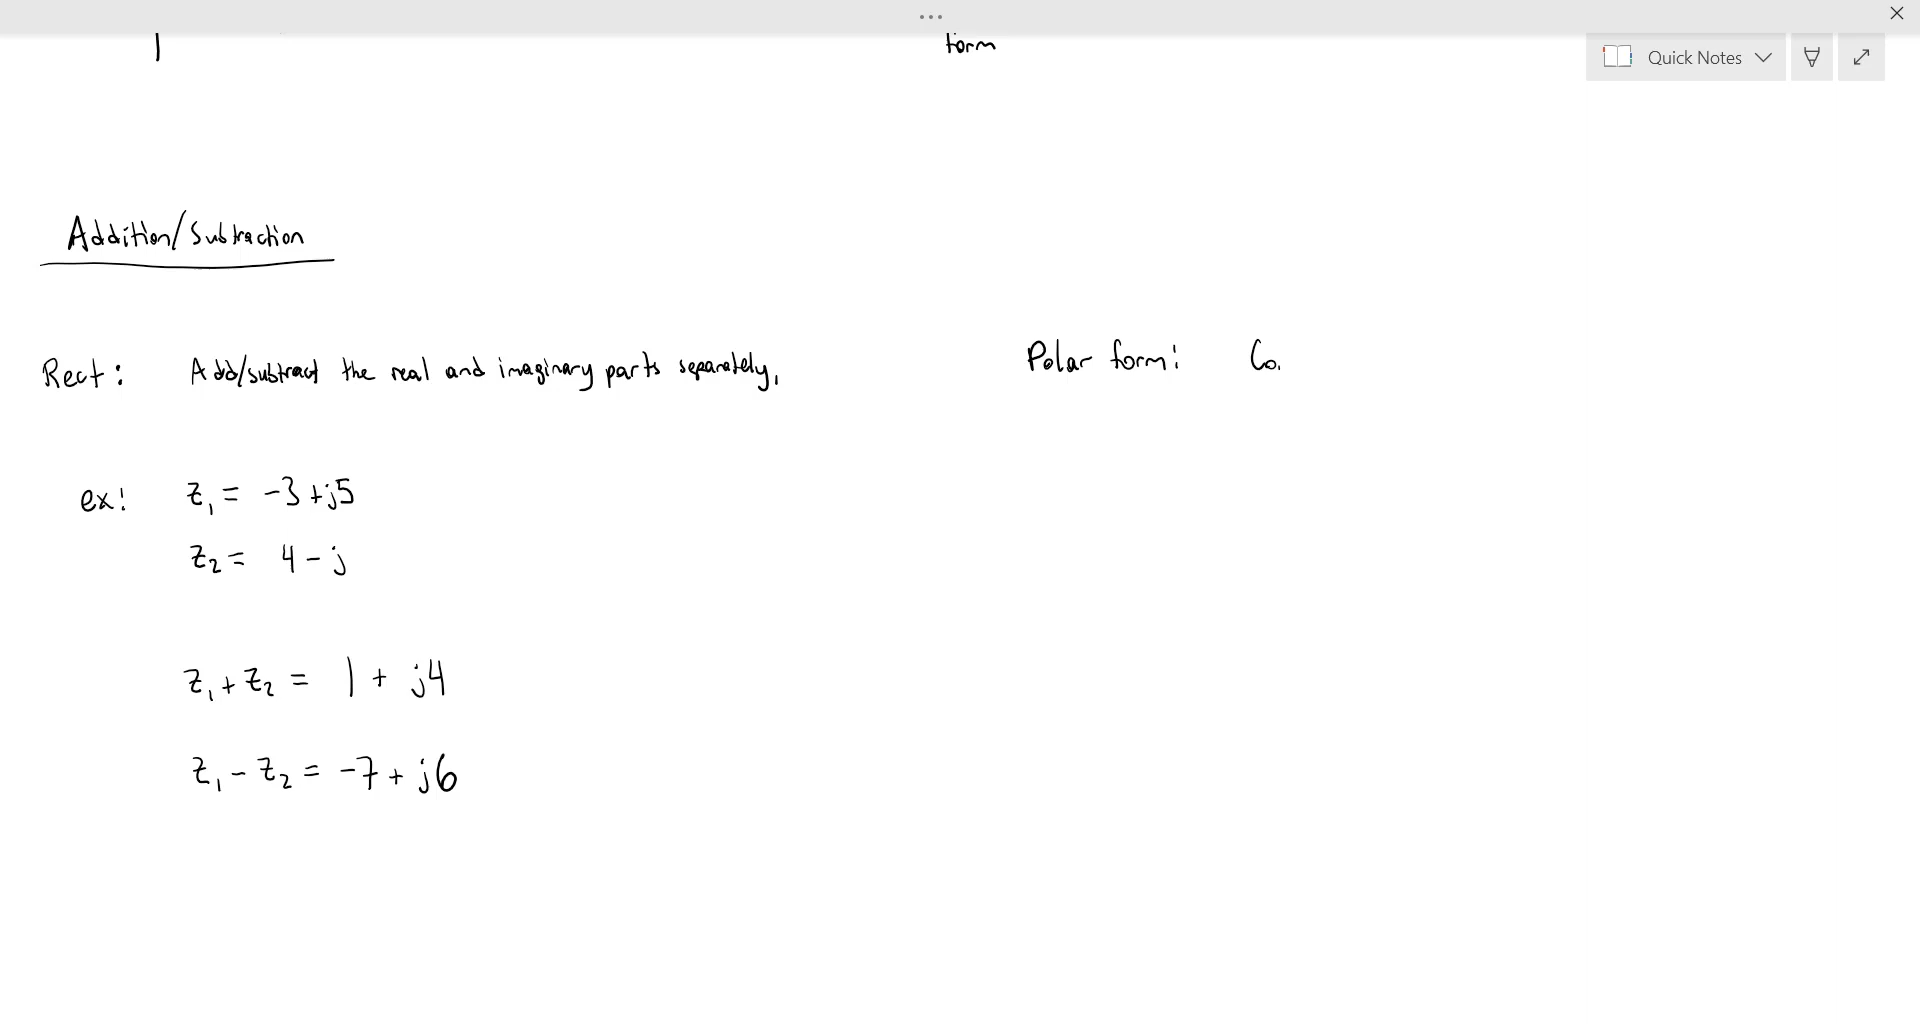 form
Quick Notes
Addition/Subtraction
Rect: Add/subtract the real and imaginary parts separately.
Polar form: Co
ex: z₁ = -3 + j5
z₂ = 4 - j
z₁ + z₂ = 1 + j4
z₁ - z₂ = -7 + j6